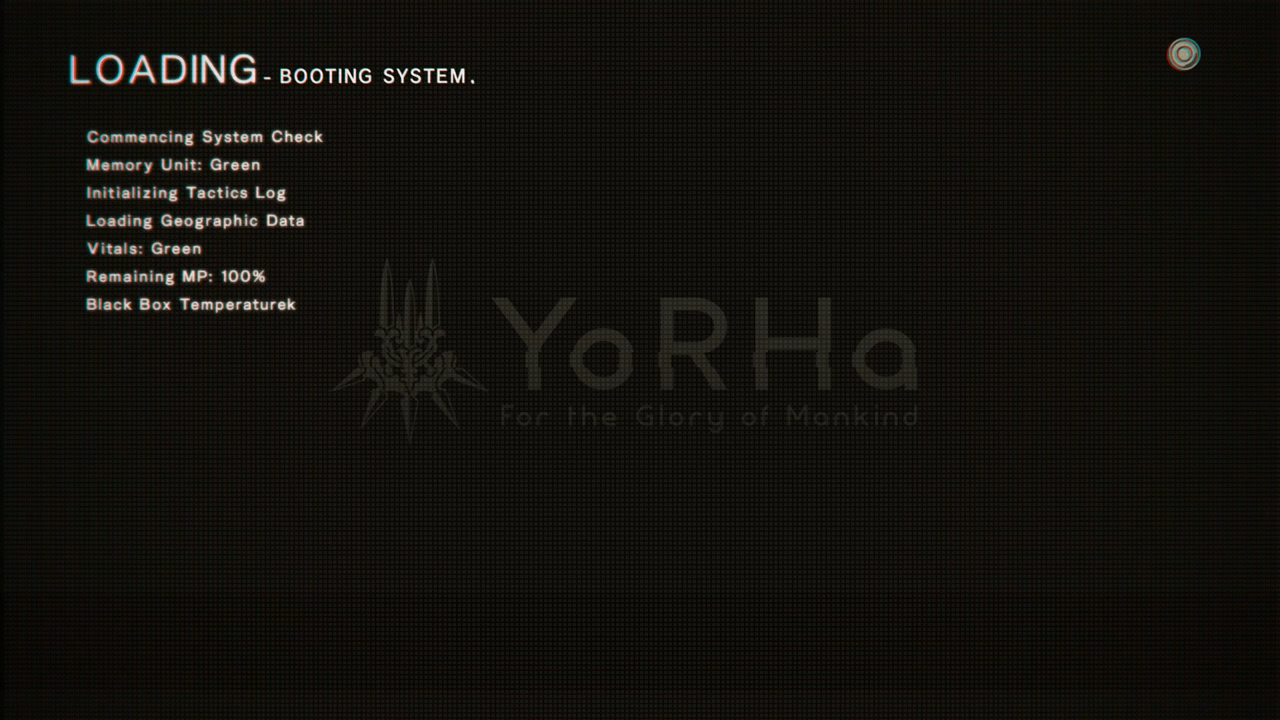 LOADING - BOOTING SYSTEM.
Commencing System Check
Memory Unit: Green
Initializing Tactics Log
Loading Geographic Data
Vitals: Green
Remaining MP: 100%
Black Box Temperaturek
YoRHa
For the Glory of Mankind